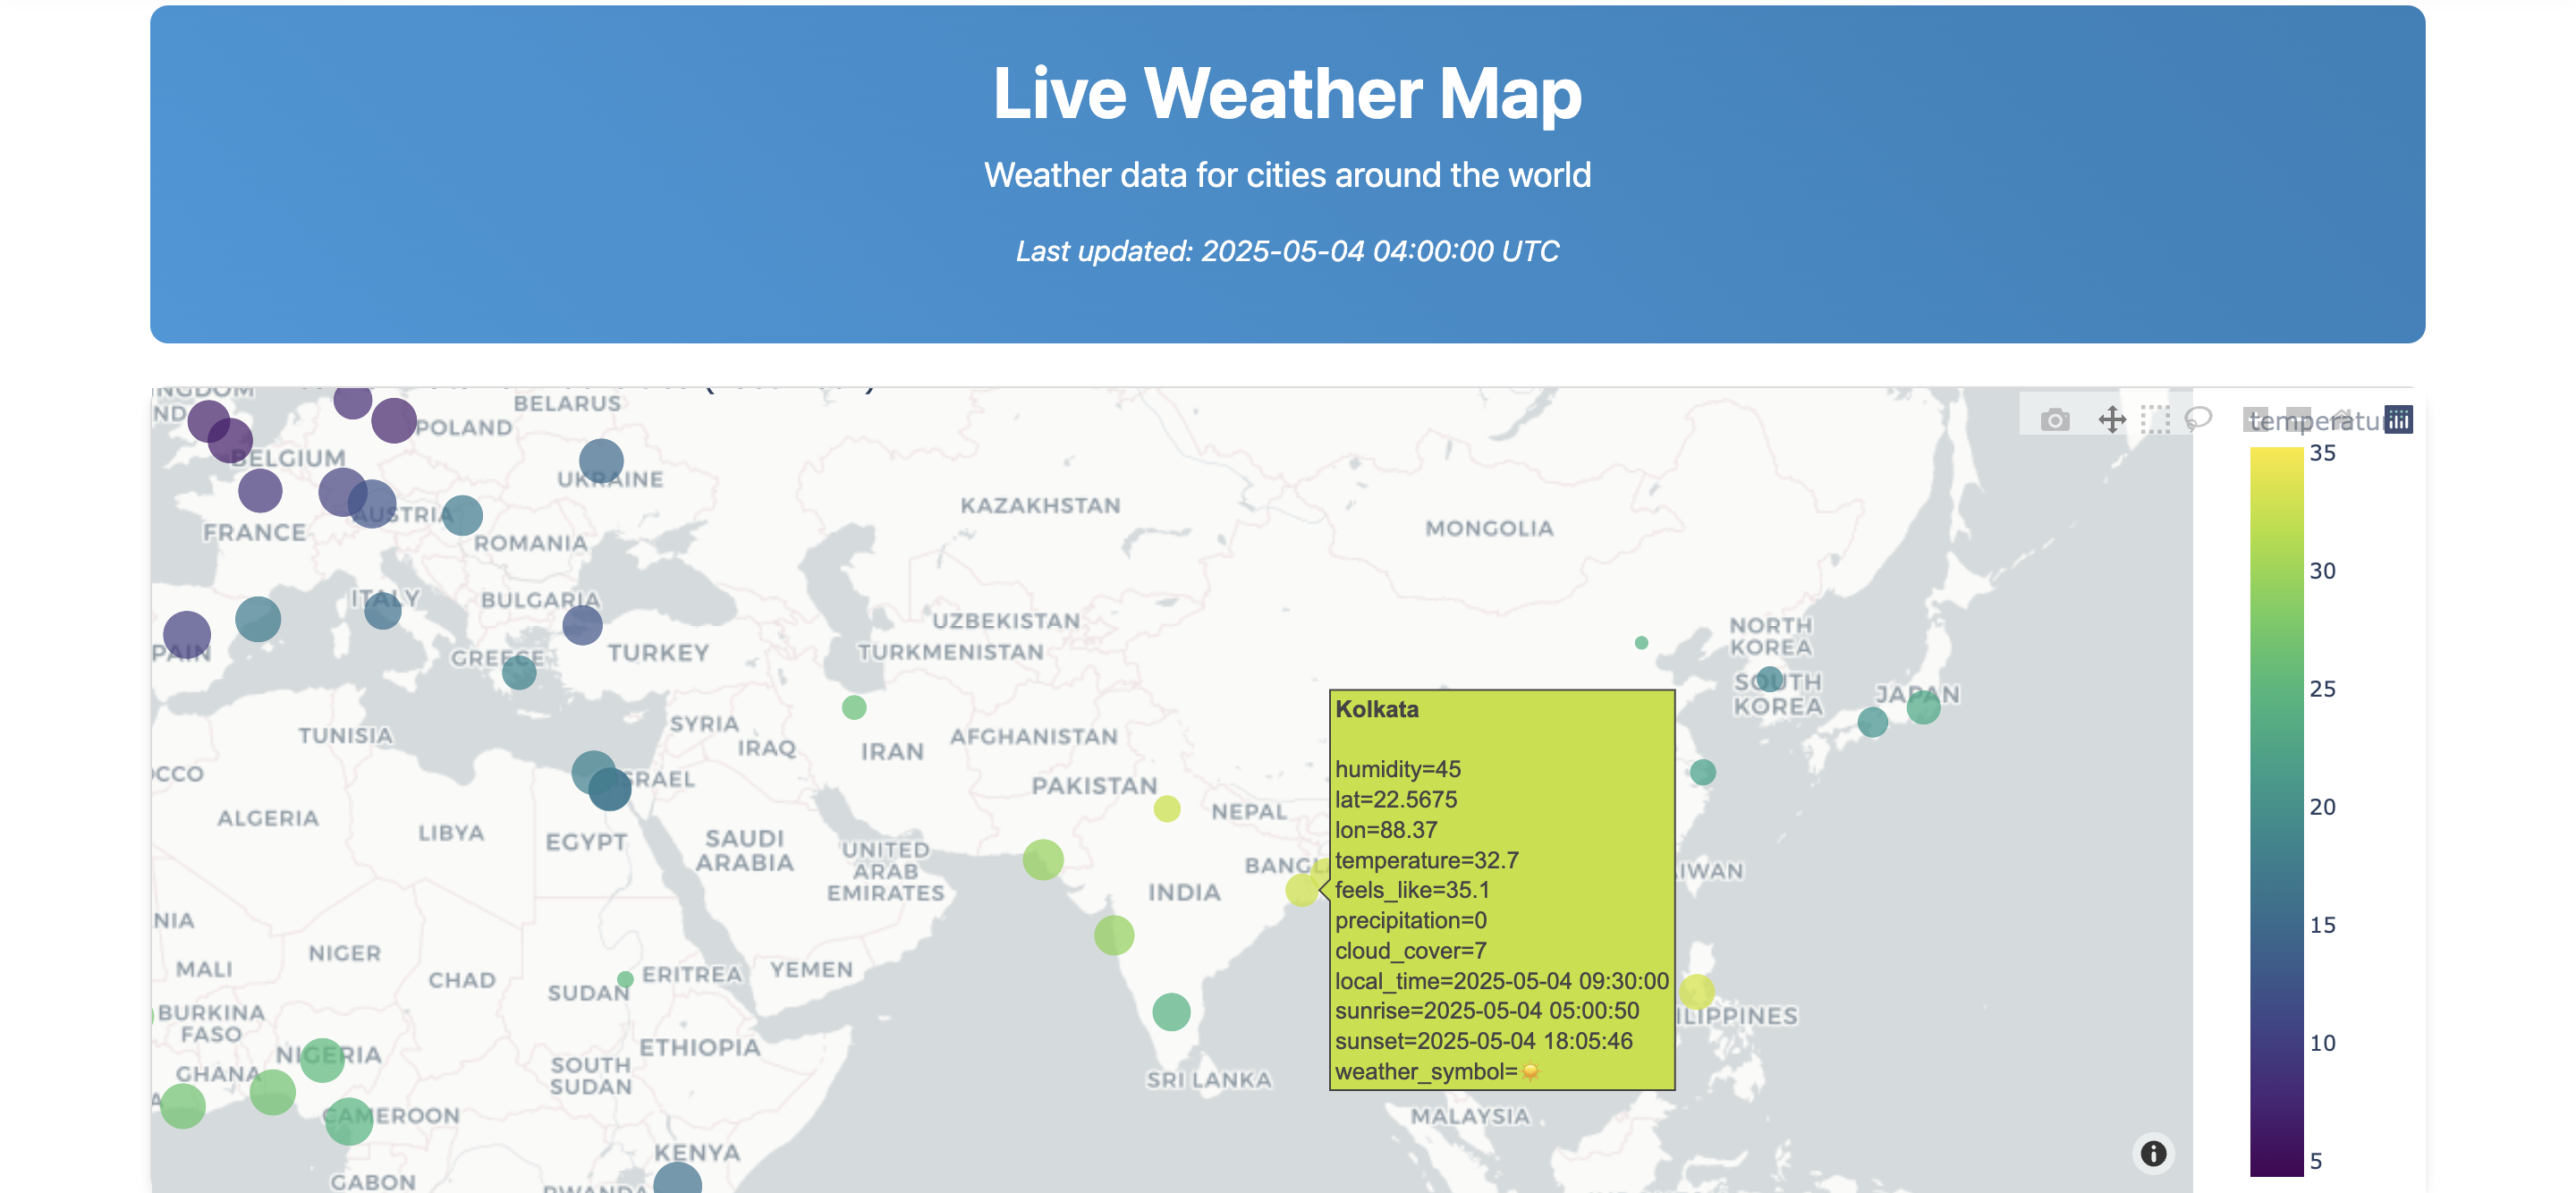 Live Weather Map
Weather data for cities around the world
Last updated: 2025-05-04 04:00:00 UTC
NGDOM
ND
BELARUS
POLAND
BELGIUM
UKRAINE
AUSTRIA
FRANCE
ROMANIA
KAZAKHSTAN
MONGOLIA
ITALY
BULGARIA
PAIN
GREECE
TURKEY
UZBEKISTAN
TURKMENISTAN
NORTH
KOREA
SOUTH
KOREA
JAPAN
TUNISIA
SYRIA
IRAQ
IRAN
AFGHANISTAN
OCCO
SRAEL
PAKISTAN
ALGERIA
LIBYA
EGYPT
SAUDI
ARABIA
UNITED
ARAB
EMIRATES
NEPAL
BANGL
INDIA
IWAN
NIA
MALI
NIGER
CHAD
SUDAN
ERITREA
YEMEN
BURKINA
FASO
NIGERIA
GHANA
CAMEROON
SOUTH
SUDAN
ETHIOPIA
SRI LANKA
ILIPPINES
MALAYSIA
KENYA
GABON
RWANDA
Kolkata
humidity=45
lat=22.5675
lon=88.37
temperature=32.7
feels_like=35.1
precipitation=0
cloud_cover=7
local_time=2025-05-04 09:30:00
sunrise=2025-05-04 05:00:50
sunset=2025-05-04 18:05:46
weather_symbol=☀️
temperatu
35
30
25
20
15
10
5